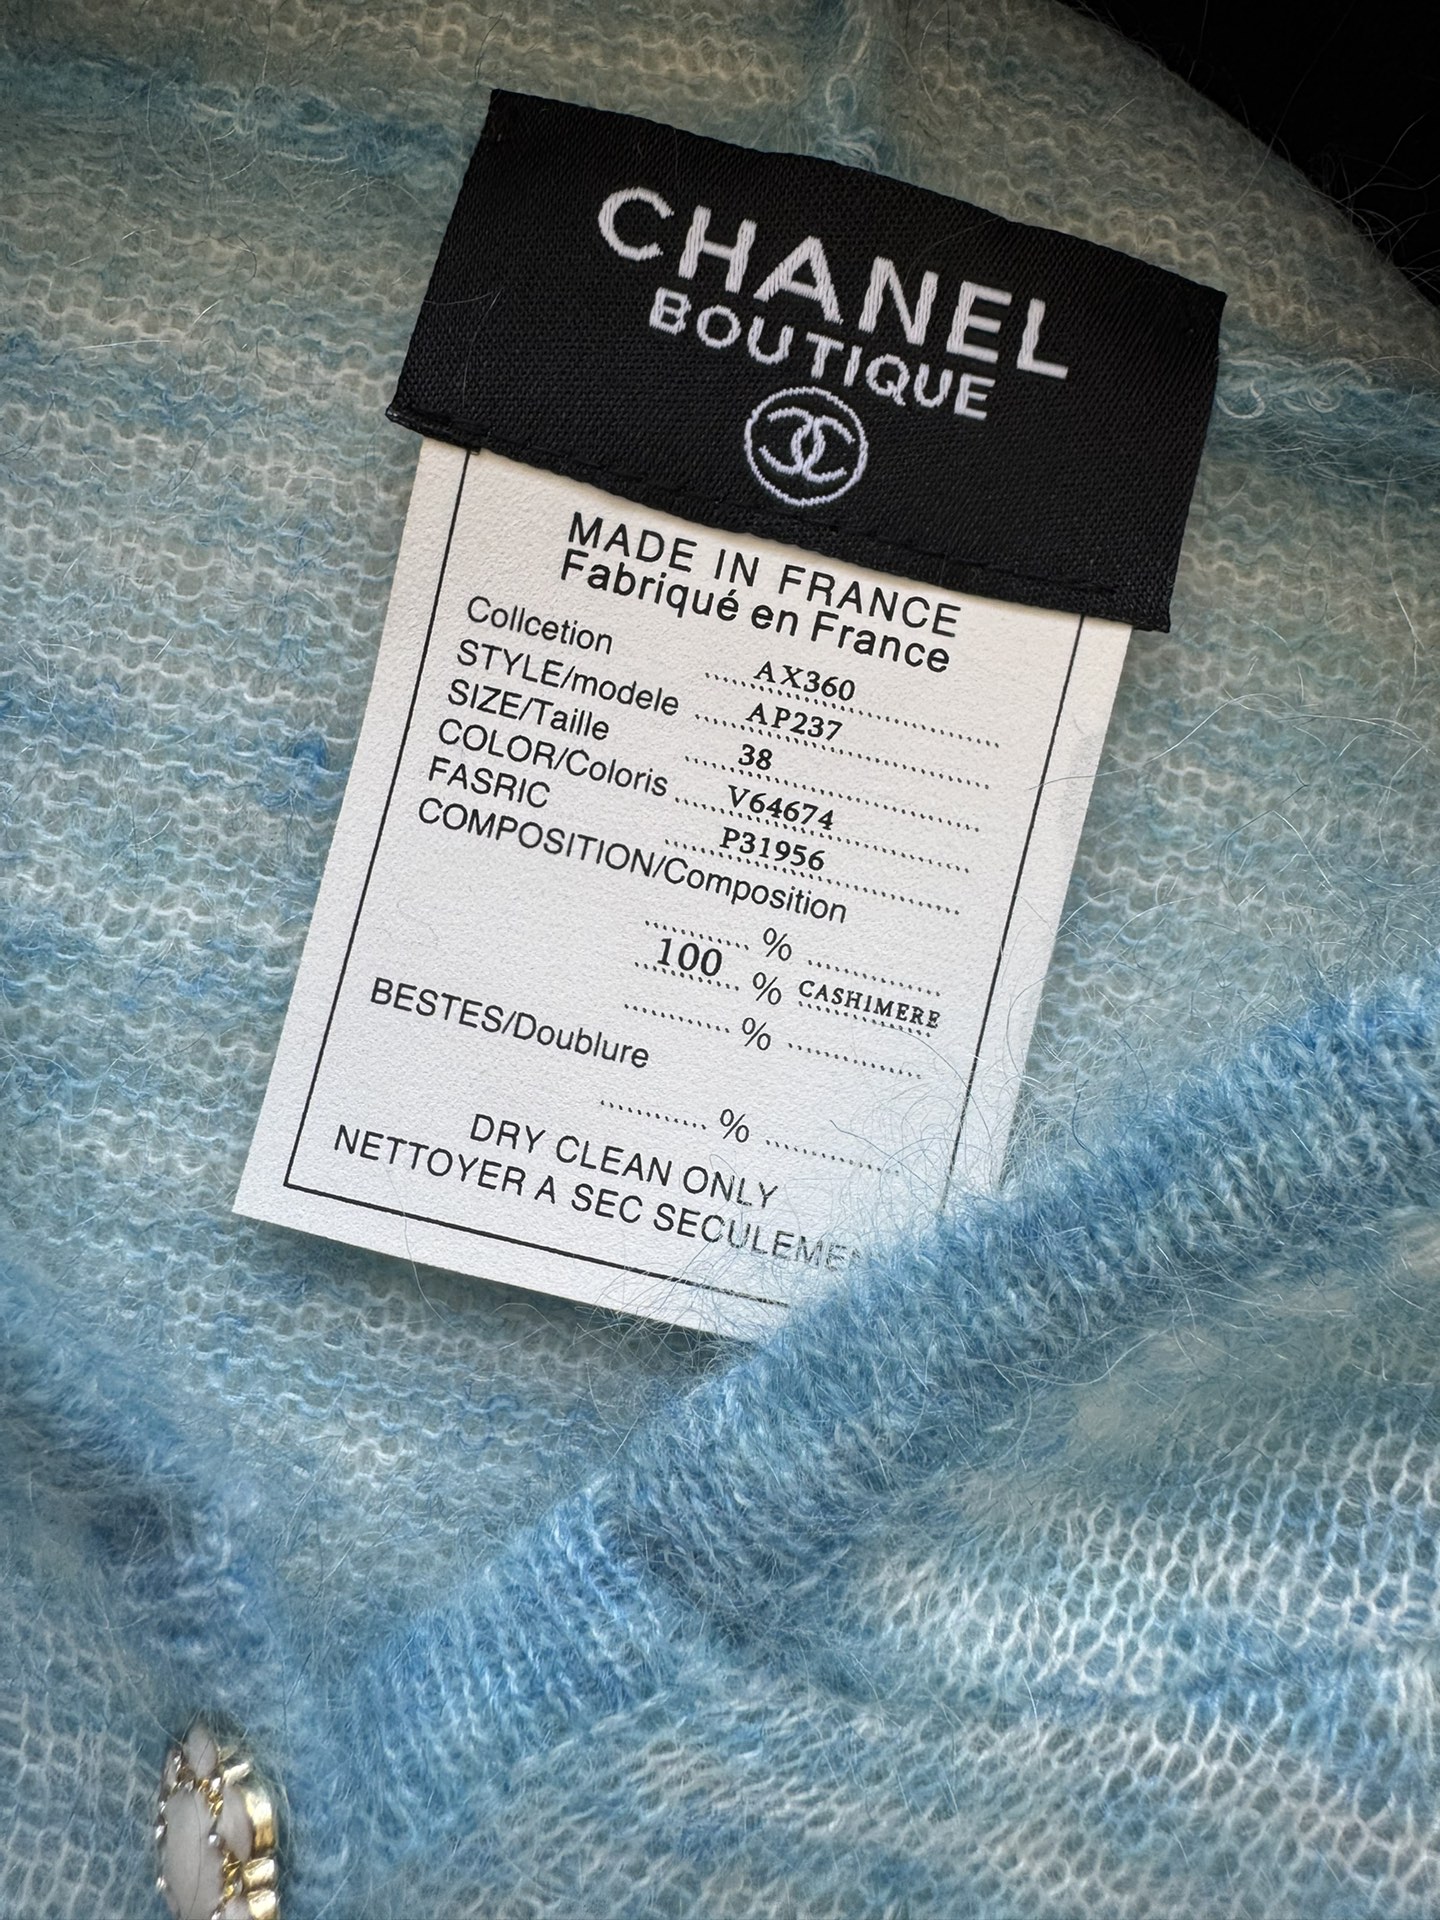 CHANEL
BOUTIQUE
MADE IN FRANCE
Fabriqué en France
Collcetion ........AX360........
STYLE/modele ........AP237........
SIZE/Taille ........38........
COLOR/Coloris ........V64674........
FASRIC ........P31956........
COMPOSITION/Composition
........ % ........
100 % CASH1MERE
........ % ........
BESTES/Doublure
........ % ........
DRY CLEAN ONLY
NETTOYER A SEC SECULEMEN